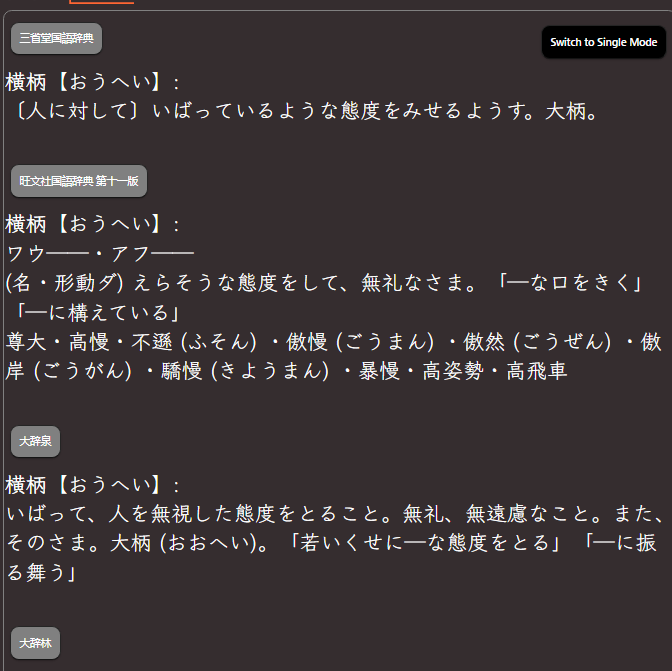 三省堂国語辞典
Switch to Single Mode
横柄【おうへい】:
〔人に対して〕いばっているような態度をみせるようす。大柄。
旺文社国語辞典 第十一版
横柄【おうへい】:
ワウ――・アフ――
(名・形動ダ) えらそうな態度をして、無礼なさま。「―な口をきく」
「―に構えている」
尊大・高慢・不遜 (ふそん) ・傲慢 (ごうまん) ・傲然 (ごうぜん) ・傲
岸 (ごうがん) ・驕慢 (きようまん) ・暴慢・高姿勢・高飛車
大辞泉
横柄【おうへい】:
いばって、人を無視した態度をとること。無礼、無遠慮なこと。また、
そのさま。大柄 (おおへい)。「若いくせに―な態度をとる」「―に振
る舞う」
大辞林